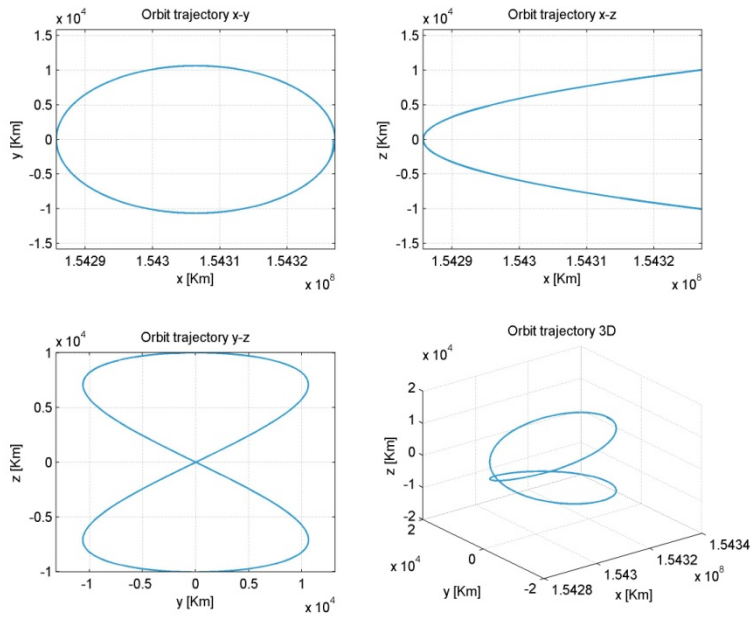 Orbit trajectory x-y
x 10^4
1.5
1
0.5
0
-0.5
-1
-1.5
y [Km]
1.5429 1.543 1.5431 1.5432
x [Km]
x 10^8
Orbit trajectory x-z
x 10^4
1.5
1
0.5
0
-0.5
-1
-1.5
z [Km]
1.5429 1.543 1.5431 1.5432
x [Km]
x 10^8
Orbit trajectory y-z
x 10^4
1
0.5
0
-0.5
-1
z [Km]
-1 -0.5 0 0.5 1
y [Km]
x 10^4
Orbit trajectory 3D
x 10^4
2
1
0
-1
-2
z [Km]
2
0
-2
x 10^4
y [Km]
1.5428
1.543
1.5432
1.5434
x 10^8
x [Km]